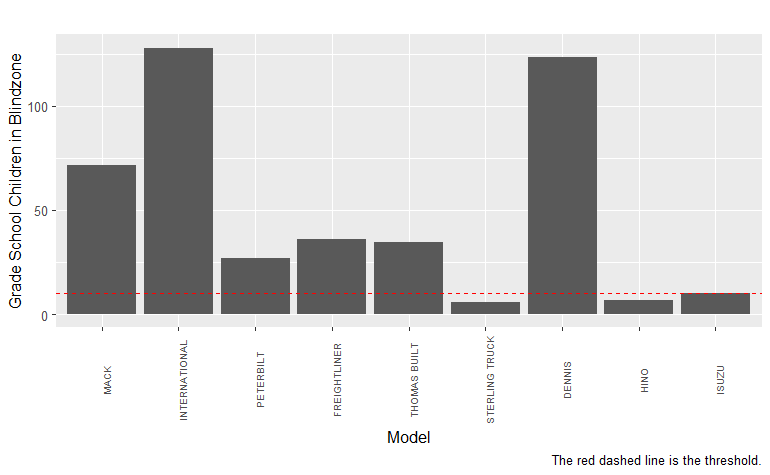 Grade School Children in Blindzone
100
50
0
MACK
INTERNATIONAL
PETERBILT
FREIGHTLINER
THOMAS BUILT
STERLING TRUCK
DENNIS
HINO
ISUZU
Model
The red dashed line is the threshold.